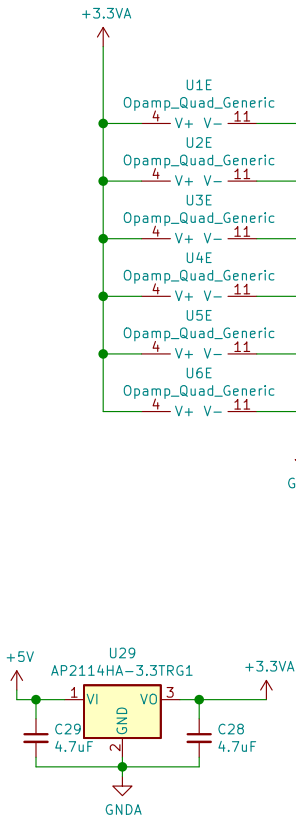 +3.3VA
U1E
Opamp_Quad_Generic
4 V+ V- 11
U2E
Opamp_Quad_Generic
4 V+ V- 11
U3E
Opamp_Quad_Generic
4 V+ V- 11
U4E
Opamp_Quad_Generic
4 V+ V- 11
U5E
Opamp_Quad_Generic
4 V+ V- 11
U6E
Opamp_Quad_Generic
4 V+ V- 11
G
U29
+5V
AP2114HA-3.3TRG1
+3.3VA
1 VI VO 3
GND
2
C29
4.7uF
C28
4.7uF
GNDA